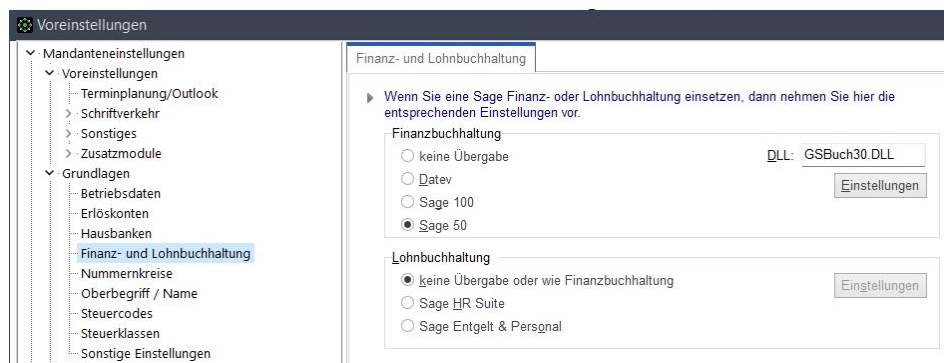 Voreinstellungen
Mandanteneinstellungen
Voreinstellungen
Terminplanung/Outlook
Schriftverkehr
Sonstiges
Zusatzmodule
Grundlagen
Betriebsdaten
Erlöskonten
Hausbanken
Finanz- und Lohnbuchhaltung
Nummernkreise
Oberbegriff / Name
Steuercodes
Steuerklassen
Sonstige Einstellungen
Finanz- und Lohnbuchhaltung
Wenn Sie eine Sage Finanz- oder Lohnbuchhaltung einsetzen, dann nehmen Sie hier die
entsprechenden Einstellungen vor.
Finanzbuchhaltung
keine Übergabe
DLL: GSBuch30.DLL
Datev
Einstellungen
Sage 100
Sage 50
Lohnbuchhaltung
keine Übergabe oder wie Finanzbuchhaltung
Einstellungen
Sage HR Suite
Sage Entgelt & Personal